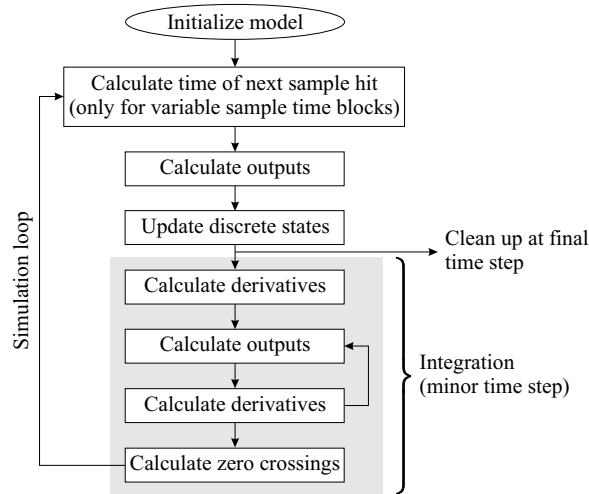 Initialize model
Calculate time of next sample hit
(only for variable sample time blocks)
Calculate outputs
Update discrete states
Clean up at final
time step
Simulation loop
Calculate derivatives
Calculate outputs
Integration
(minor time step)
Calculate derivatives
Calculate zero crossings